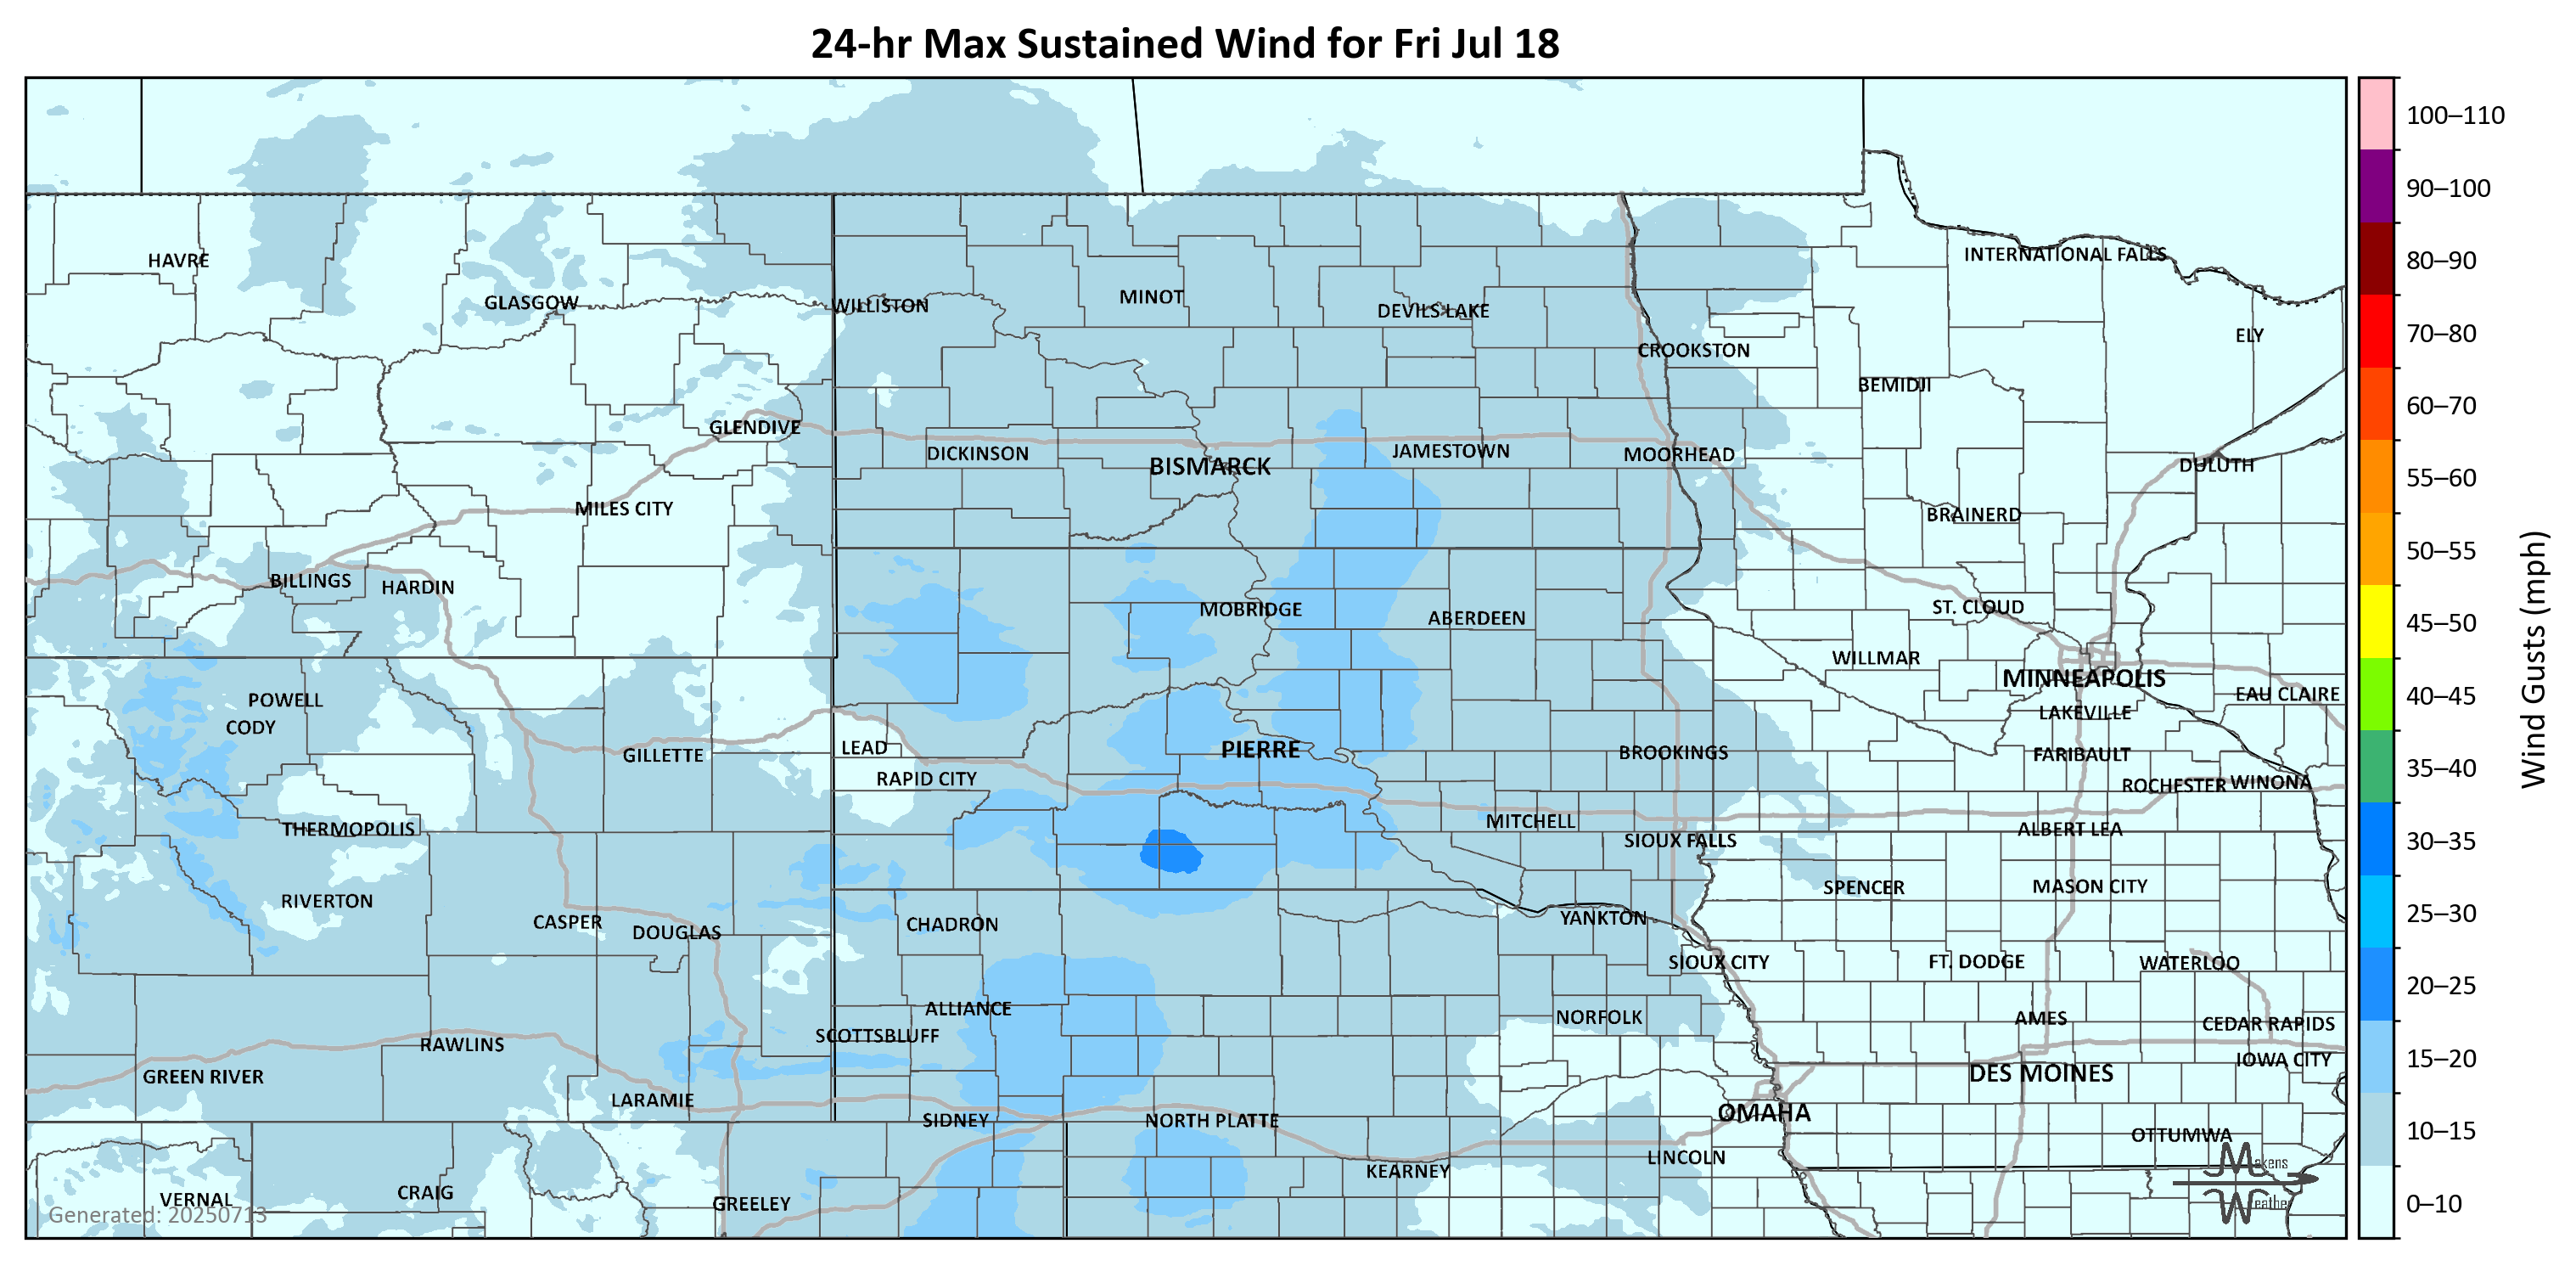 24-hr Max Sustained Wind for Fri Jul 18
100–110
90–100
80–90
70–80
60–70
55–60
50–55
45–50
40–45
35–40
30–35
25–30
20–25
15–20
10–15
0–10
Wind Gusts (mph)
HAVRE
INTERNATIONAL FALLS
GLASGOW
WILLISTON
MINOT
DEVILS LAKE
ELY
CROOKSTON
BEMIDJI
GLENDIVE
DICKINSON
BISMARCK
JAMESTOWN
MOORHEAD
DULUTH
MILES CITY
BRAINERD
BILLINGS
HARDIN
MOBRIDGE
ABERDEEN
ST. CLOUD
WILLMAR
MINNEAPOLIS
EAU CLAIRE
POWELL
CODY
LAKEVILLE
GILLETTE
LEAD
PIERRE
BROOKINGS
FARIBAULT
RAPID CITY
ROCHESTER
WINONA
THERMOPOLIS
MITCHELL
SIOUX FALLS
ALBERT LEA
RIVERTON
SPENCER
MASON CITY
CASPER
DOUGLAS
CHADRON
YANKTON
SIOUX CITY
FT. DODGE
WATERLOO
ALLIANCE
NORFOLK
AMES
CEDAR RAPIDS
RAWLINS
SCOTTSBLUFF
IOWA CITY
GREEN RIVER
DES MOINES
LARAMIE
SIDNEY
NORTH PLATTE
OMAHA
OTTUMWA
LINCOLN
KEARNEY
VERNAL
CRAIG
GREELEY
Generated: 20250713
Makens
Weather